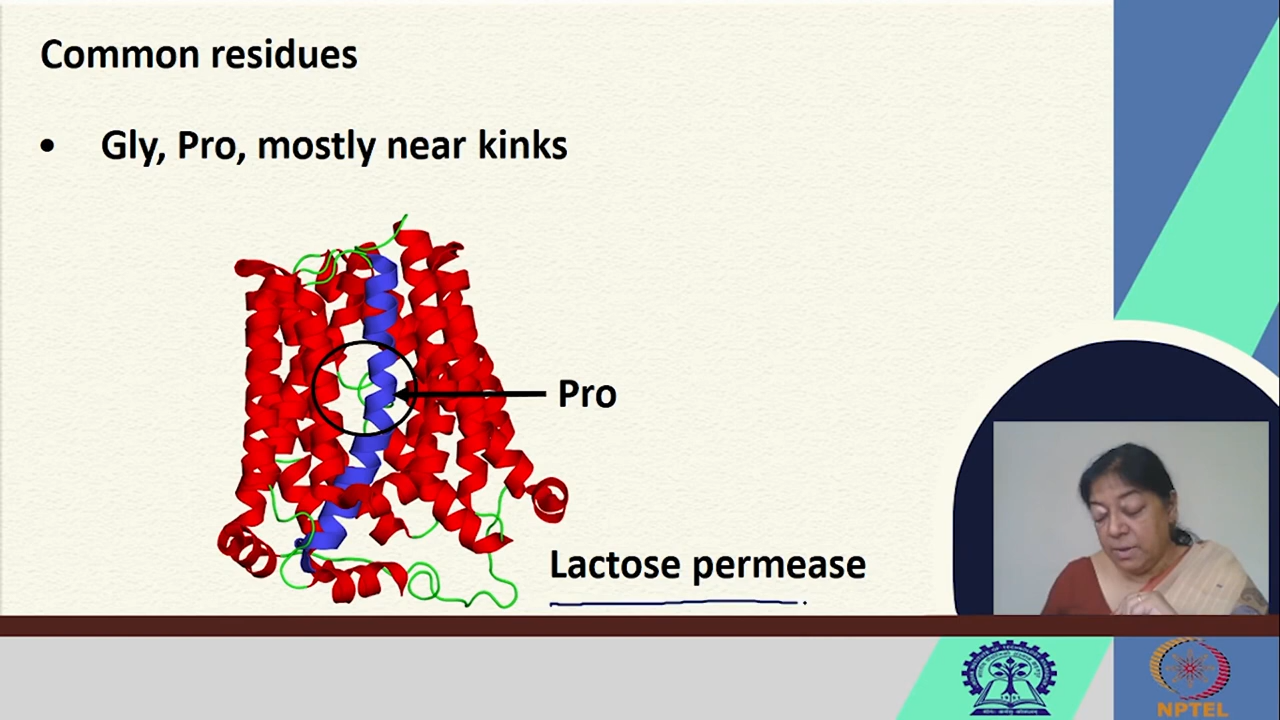 Common residues
• Gly, Pro, mostly near kinks
Pro
Lactose permease
NPTEL